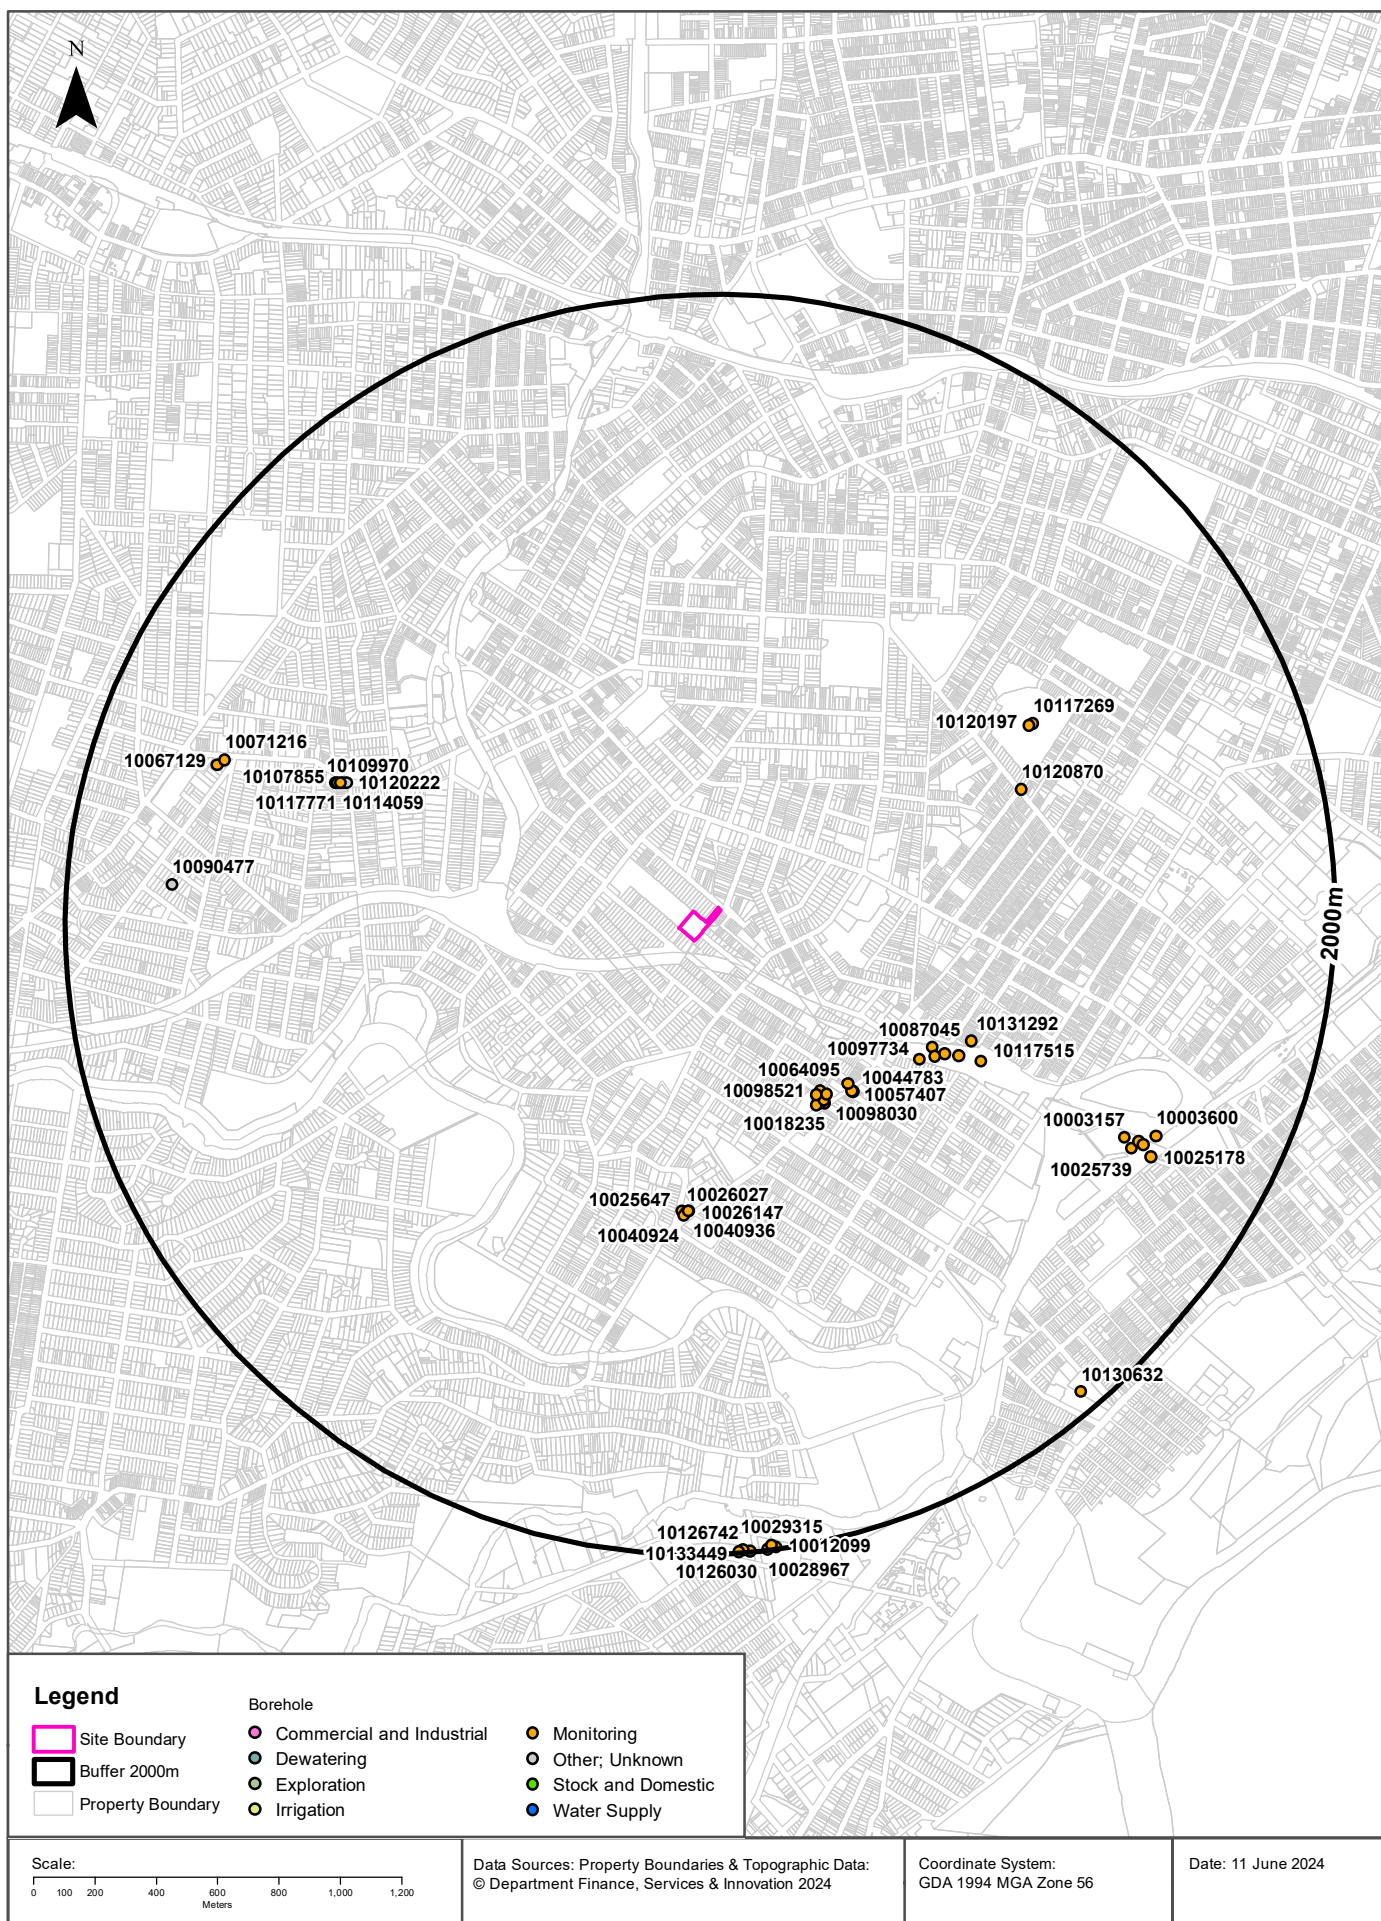 N
10117269
10120197
10071216
10067129
10109970
10107855
10120222
10117771
10114059
10120870
10090477
2000m
10131292
10087045
10097734
10117515
10064095
10044783
10098521
10057407
10098030
10018235
10003157
10003600
10025739
10025178
10025647
10026027
10026147
10040924
10040936
10130632
10126742
10029315
10012099
10133449
10126030
10028967
Legend
Site Boundary
Buffer 2000m
Property Boundary
Borehole
Commercial and Industrial
Dewatering
Exploration
Irrigation
Monitoring
Other; Unknown
Stock and Domestic
Water Supply
Scale:
0 100 200 400 600 800 1,000 1,200
Meters
Data Sources: Property Boundaries & Topographic Data:
© Department Finance, Services & Innovation 2024
Coordinate System:
GDA 1994 MGA Zone 56
Date: 11 June 2024